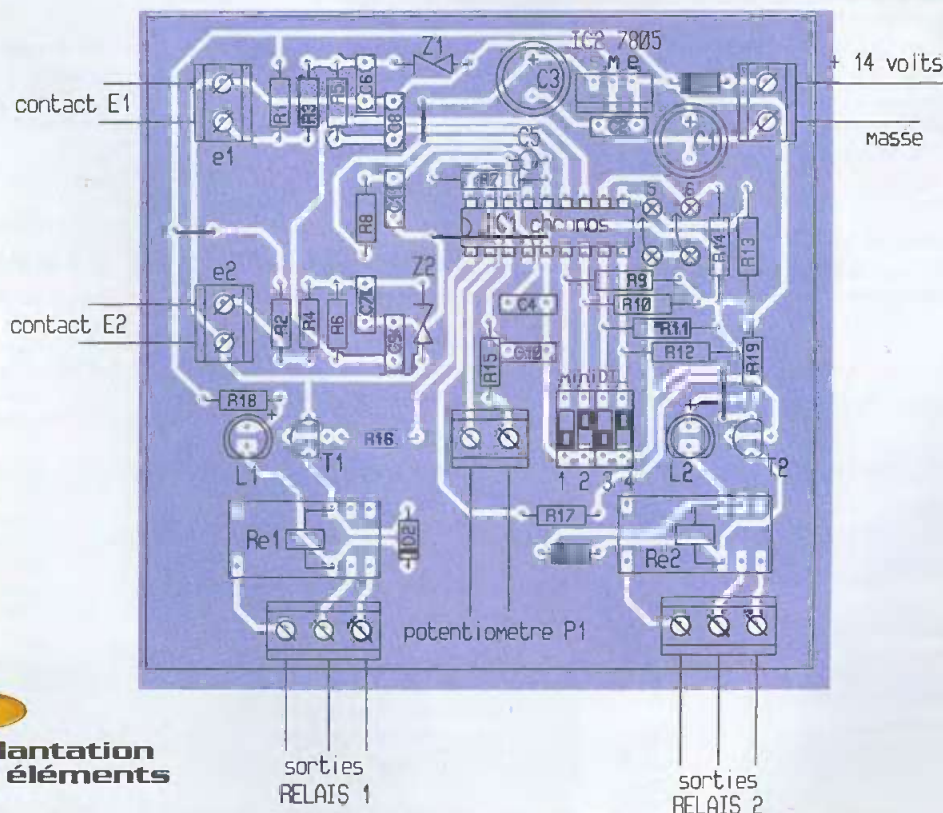 Z1
IC2 7805
s m e
+ 14 volts
contact E1
R1
R3
R5
C6
C8
C3
C2
C1
masse
e1
C5
R7
R8
IC1 chronos
5
6
R14
R13
e2
Z2
R9
contact E2
R2
R4
R6
C7
C9
C4
R10
R11
R15
C10
R12
R19
miniDI
R18
R16
L1
T1
1 2 3 4
L2
T2
Re1
D2
R17
Re2
potentiometre P1
lantation
éléments
sorties
RELAIS 1
sorties
RELAIS 2